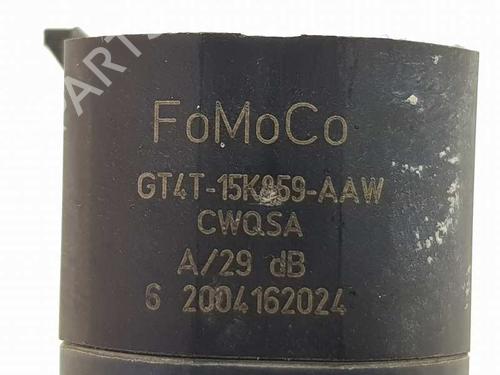 FoMoCo
GT4T-15K859-AAW
CWQSA
A/29 dB
6 2004162024